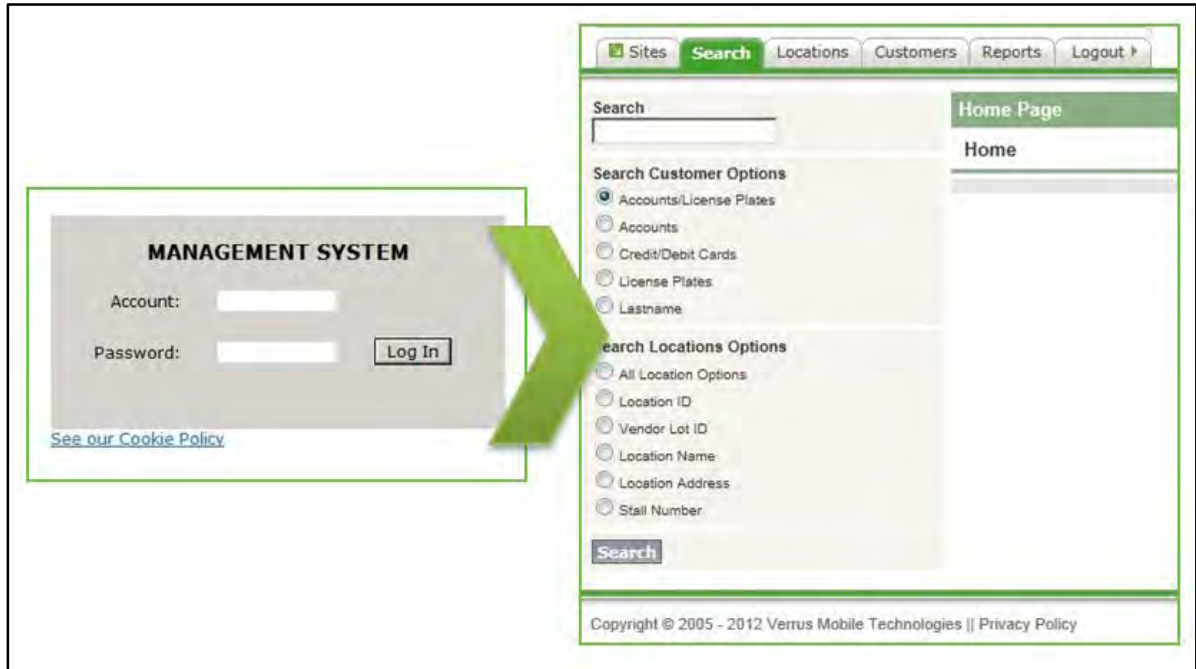 MANAGEMENT SYSTEM
Account:
Password:
Log In
See our Cookie Policy
Sites Search Locations Customers Reports Logout
Search
Search Customer Options
Accounts/License Plates
Accounts
Credit/Debit Cards
License Plates
Lastname
earch Locations Options
All Location Options
Location ID
Vendor Lot ID
Location Name
Location Address
Stall Number
Search
Home Page
Home
Copyright © 2005 - 2012 Verrus Mobile Technologies || Privacy Policy